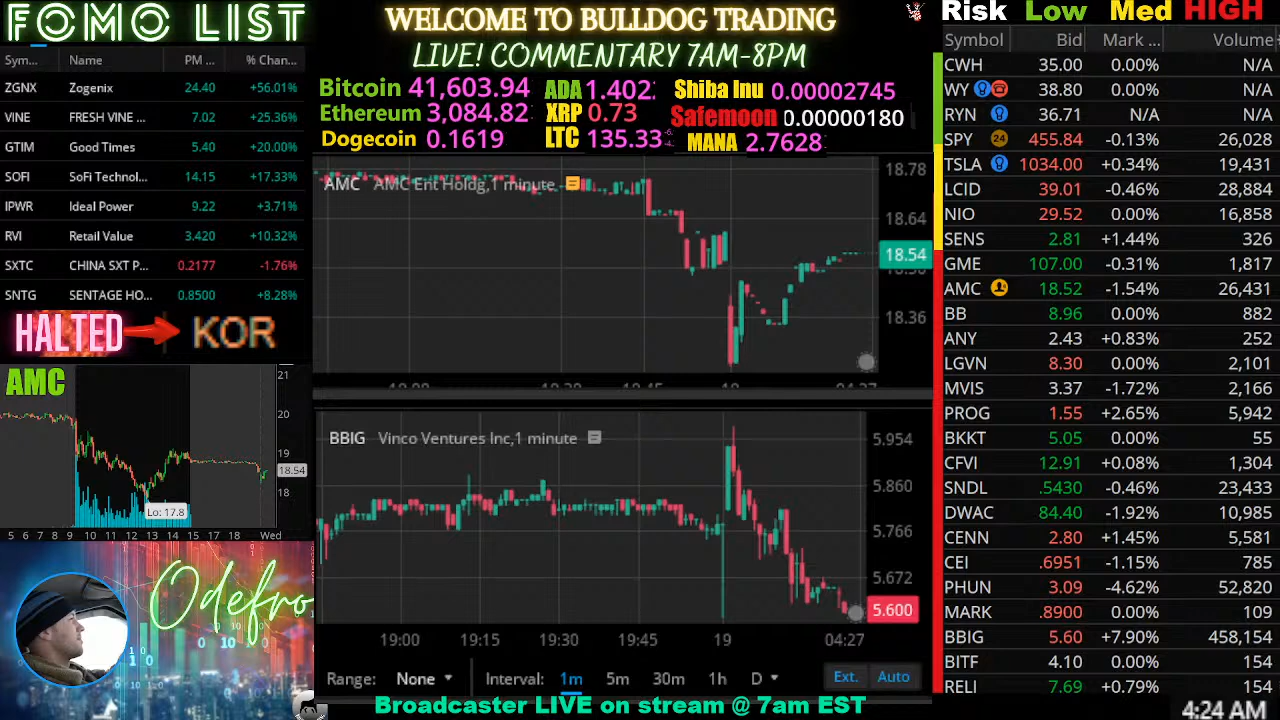 FOMO LIST
Sym... Name PM ... % Chan...
ZGNX Zogenix 24.40 +56.01%
VINE FRESH VINE ... 7.02 +25.36%
GTIM Good Times 5.40 +20.00%
SOFI SoFi Technol... 14.15 +17.33%
IPWR Ideal Power 9.22 +3.71%
RVI Retail Value 3.420 +10.32%
SXTC CHINA SXT P... 0.2177 -1.76%
SNTG SENTAGE HO... 0.8500 +8.28%
HALTED KOR
AMC
21
20
19
18.54
18
Lo: 17.8
5 6 7 8 9 10 11 12 13 14 15 17 18 Wed
Odefro
WELCOME TO BULLDOG TRADING
LIVE! COMMENTARY 7AM-8PM
Bitcoin 41,603.94 ADA 1.402 Shiba Inu 0.00002745
Ethereum 3,084.82 XRP 0.73 Safemoon 0.00000180
Dogecoin 0.1619 LTC 135.33 MANA 2.7628
AMC AMC Ent Holdg,1 minute
18.78
18.64
18.54
18.36
BBIG Vinco Ventures Inc,1 minute
5.954
5.860
5.766
5.672
5.600
19:00 19:15 19:30 19:45 19 04:27
Range: None Interval: 1m 5m 30m 1h D Ext. Auto
Broadcaster LIVE on stream @ 7am EST
Risk Low Med HIGH
Symbol Bid Mark ... Volume
CWH 35.00 0.00% N/A
WY 38.80 0.00% N/A
RYN 36.71 N/A N/A
SPY 24 455.84 -0.13% 26,028
TSLA 1034.00 +0.34% 19,431
LCID 39.01 -0.46% 28,884
NIO 29.52 0.00% 16,858
SENS 2.81 +1.44% 326
GME 107.00 -0.31% 1,817
AMC 18.52 -1.54% 26,431
BB 8.96 0.00% 882
ANY 2.43 +0.83% 252
LGVN 8.30 0.00% 2,101
MVIS 3.37 -1.72% 2,166
PROG 1.55 +2.65% 5,942
BKKT 5.05 0.00% 55
CFVI 12.91 +0.08% 1,304
SNDL .5430 -0.46% 23,433
DWAC 84.40 -1.92% 10,985
CENN 2.80 +1.45% 5,581
CEI .6951 -1.15% 785
PHUN 3.09 -4.62% 52,820
MARK .8900 0.00% 109
BBIG 5.60 +7.90% 458,154
BITF 4.10 0.00% 154
RELI 7.69 +0.79% 154
4:24 AM